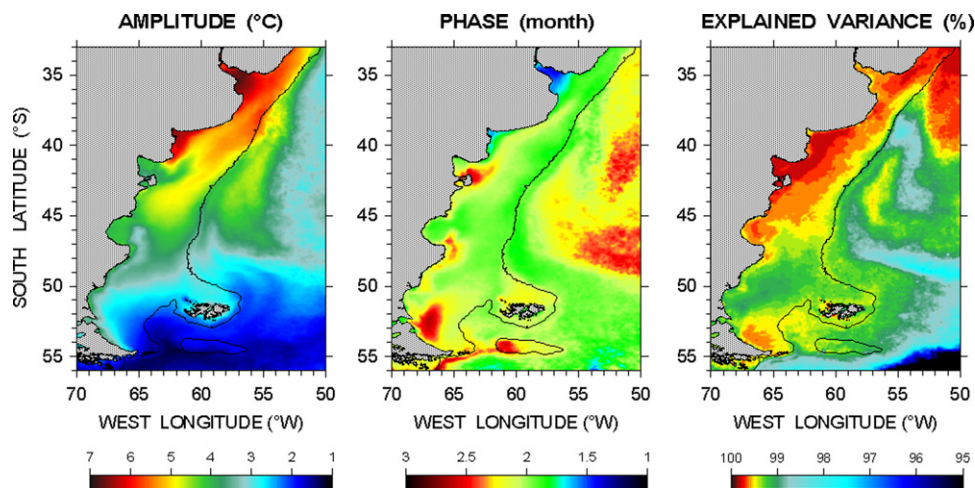 AMPLITUDE (°C)
PHASE (month)
EXPLAINED VARIANCE (%)
SOUTH LATITUDE (°S)
35
40
45
50
55
70 65 60 55 50
WEST LONGITUDE (°W)
35
40
45
50
55
70 65 60 55 50
WEST LONGITUDE (°W)
35
40
45
50
55
70 65 60 55 50
WEST LONGITUDE (°W)
7 6 5 4 3 2 1
3 2.5 2 1.5 1
100 99 98 97 96 95